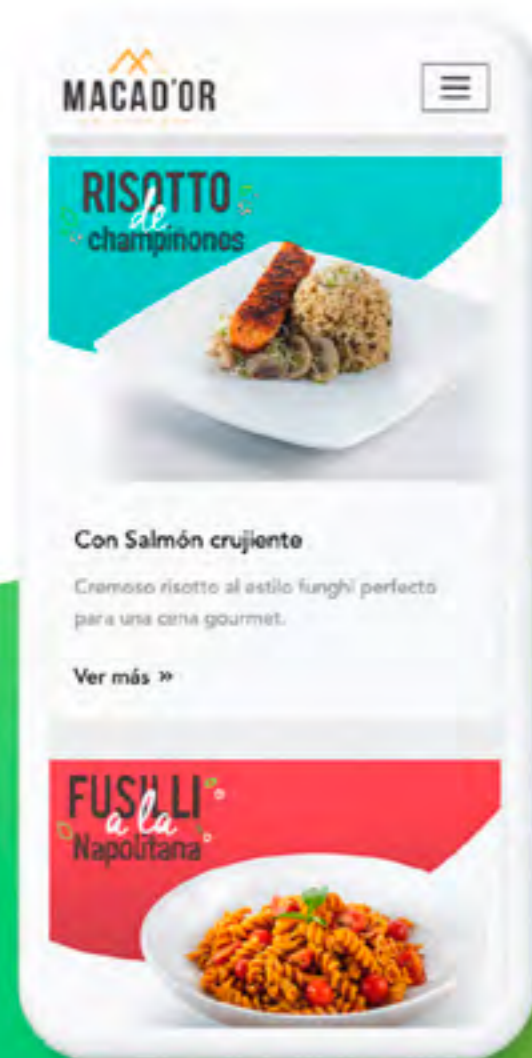 MACAD'OR
RISOTTO
de
champiñones
Con Salmón crujiente
Cremoso risotto al estilo funghi perfecto
para una cena gourmet.
Ver más »
FUSILLI
a la
Napolitana